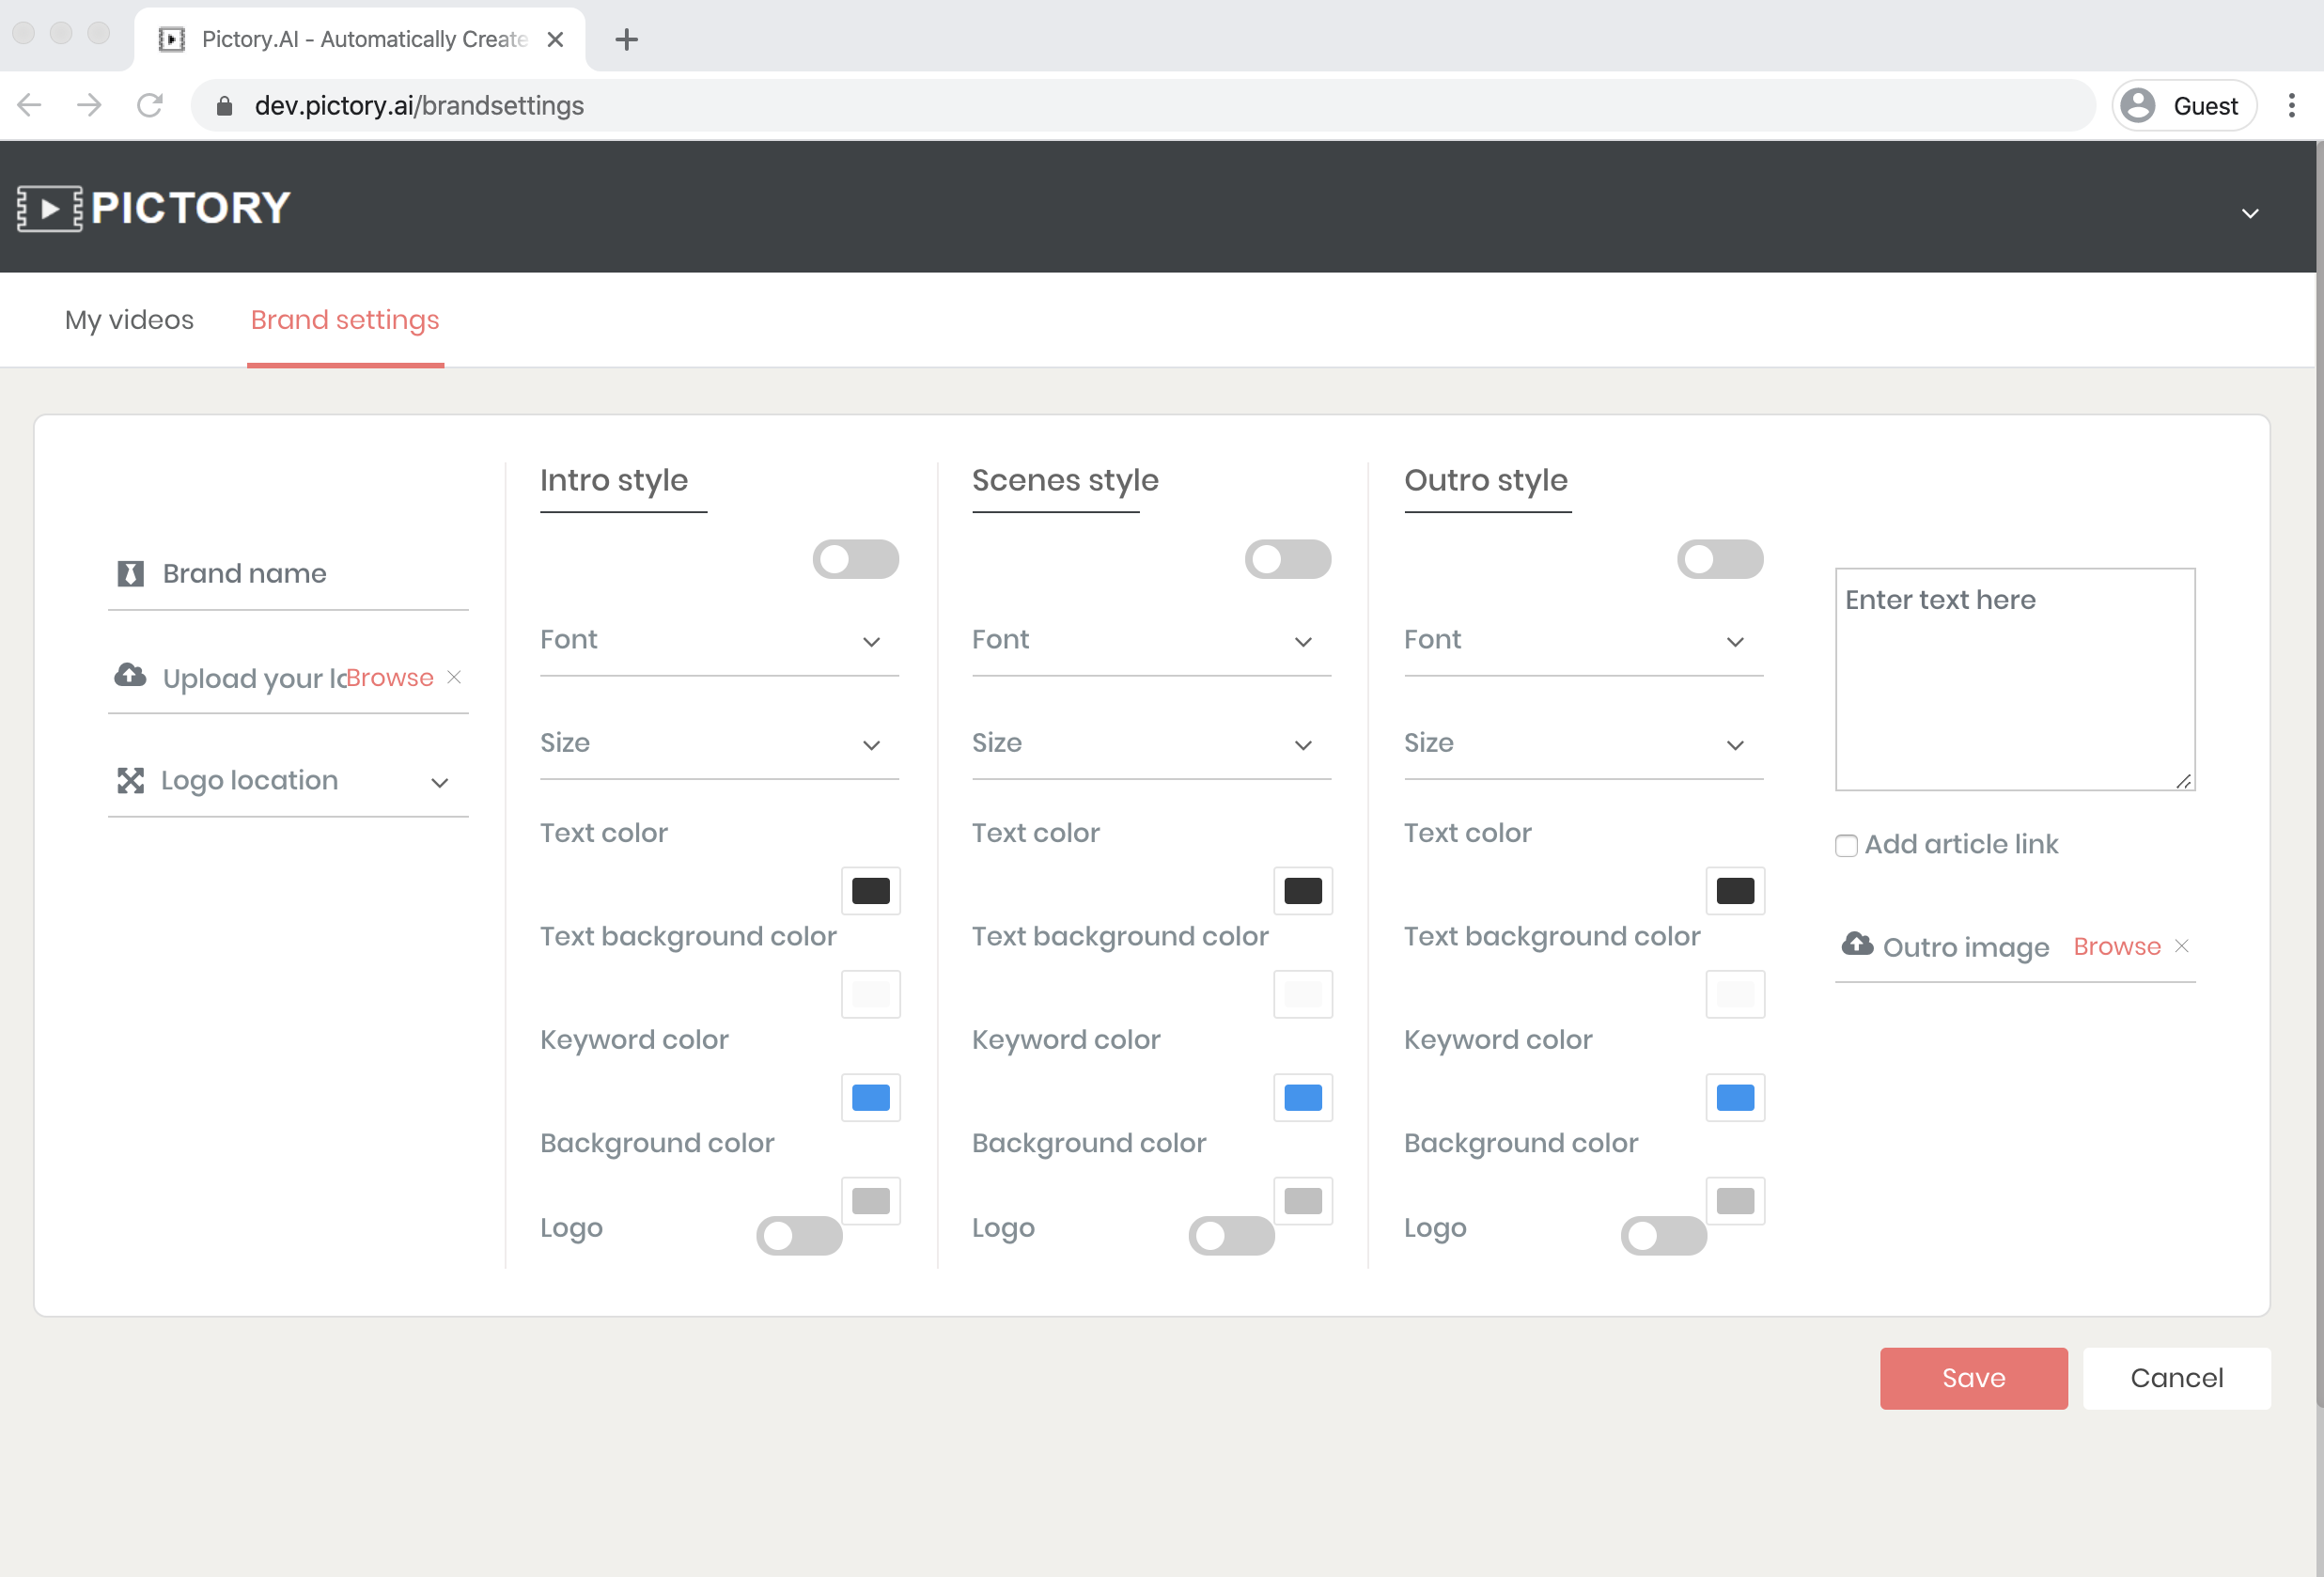 Pictory.AI - Automatically Create
dev.pictory.ai/brandsettings
Guest
PICTORY
My videos
Brand settings
Brand name
Upload your lo
Browse
Logo location
Intro style
Font
Size
Text color
Text background color
Keyword color
Background color
Logo
Scenes style
Font
Size
Text color
Text background color
Keyword color
Background color
Logo
Outro style
Font
Size
Text color
Text background color
Keyword color
Background color
Logo
Enter text here
Add article link
Outro image
Browse
Save
Cancel